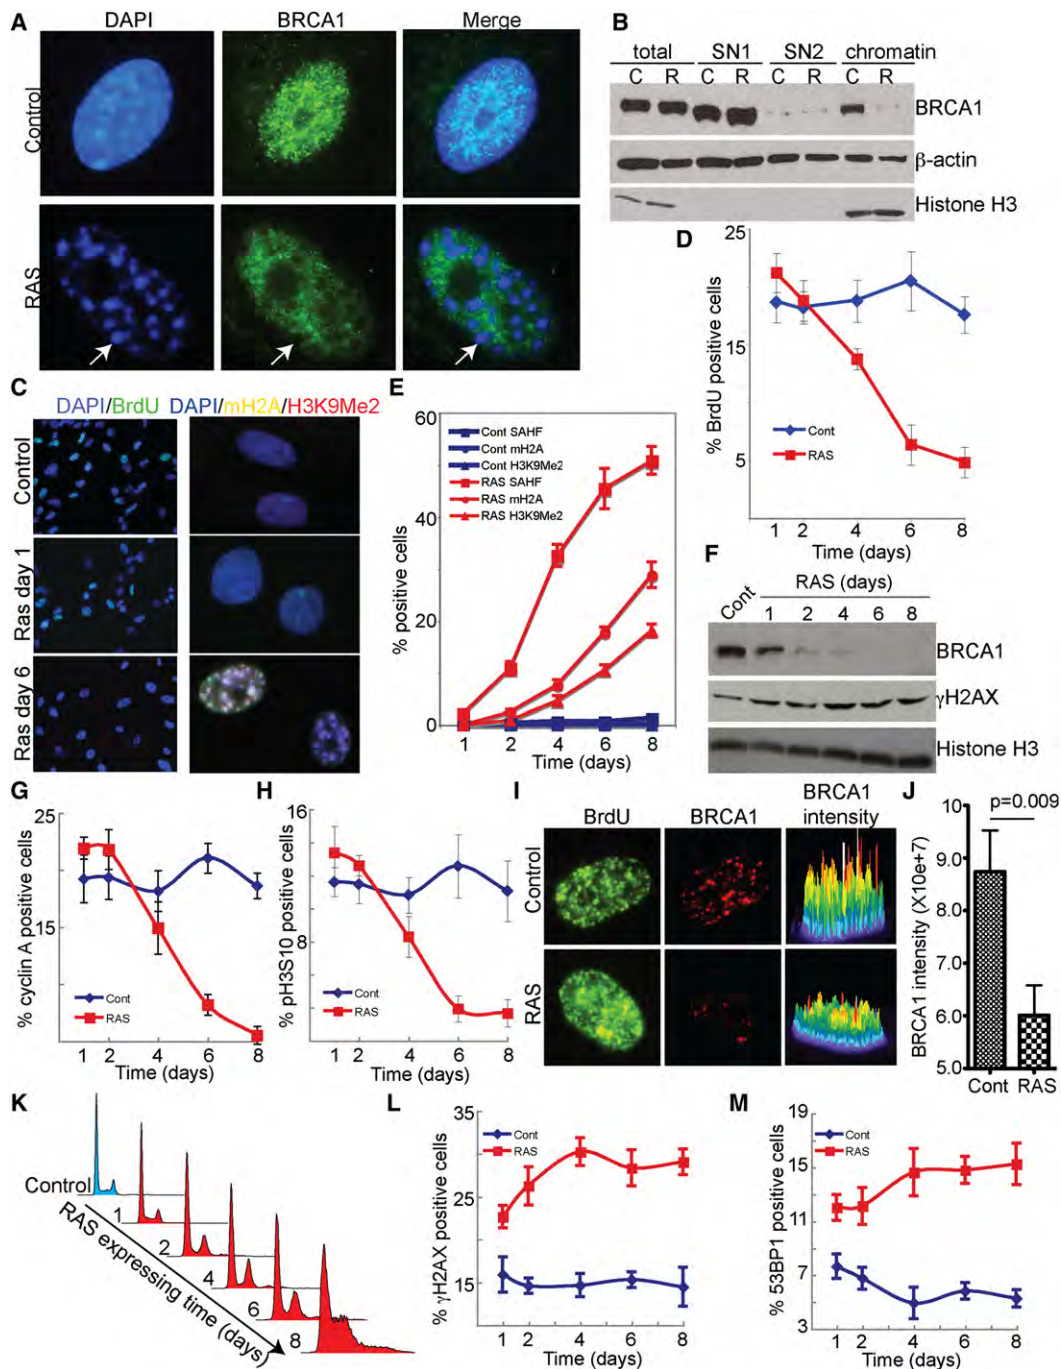 A
DAPI
BRCA1
Merge
Control
RAS
B
total
SN1
SN2
chromatin
C R C R C R C R
BRCA1
β-actin
Histone H3
C
DAPI/BrdU
DAPI/mH2A/H3K9Me2
Control
Ras day 1
Ras day 6
D
% BrdU positive cells
25
15
5
Cont
RAS
1 2 4 6 8
Time (days)
E
% positive cells
60
40
20
0
Cont SAHF
Cont mH2A
Cont H3K9Me2
RAS SAHF
RAS mH2A
RAS H3K9Me2
1 2 4 6 8
Time (days)
F
RAS (days)
Cont 1 2 4 6 8
BRCA1
γH2AX
Histone H3
G
% cyclin A positive cells
25
15
Cont
RAS
1 2 4 6 8
Time (days)
H
% pH3S10 positive cells
16
8
Cont
RAS
1 2 4 6 8
Time (days)
I
BrdU
BRCA1
BRCA1 intensity
Control
RAS
J
p=0.009
BRCA1 intensity (X10e+7)
10
9.0
8.0
7.0
6.0
5.0
Cont RAS
K
Control
1
2
4
6
8
RAS expressing time (days)
L
% γH2AX positive cells
35
25
15
Cont
RAS
1 2 4 6 8
Time (days)
M
% 53BP1 positive cells
19
15
11
7
3
Cont
RAS
1 2 4 6 8
Time (days)